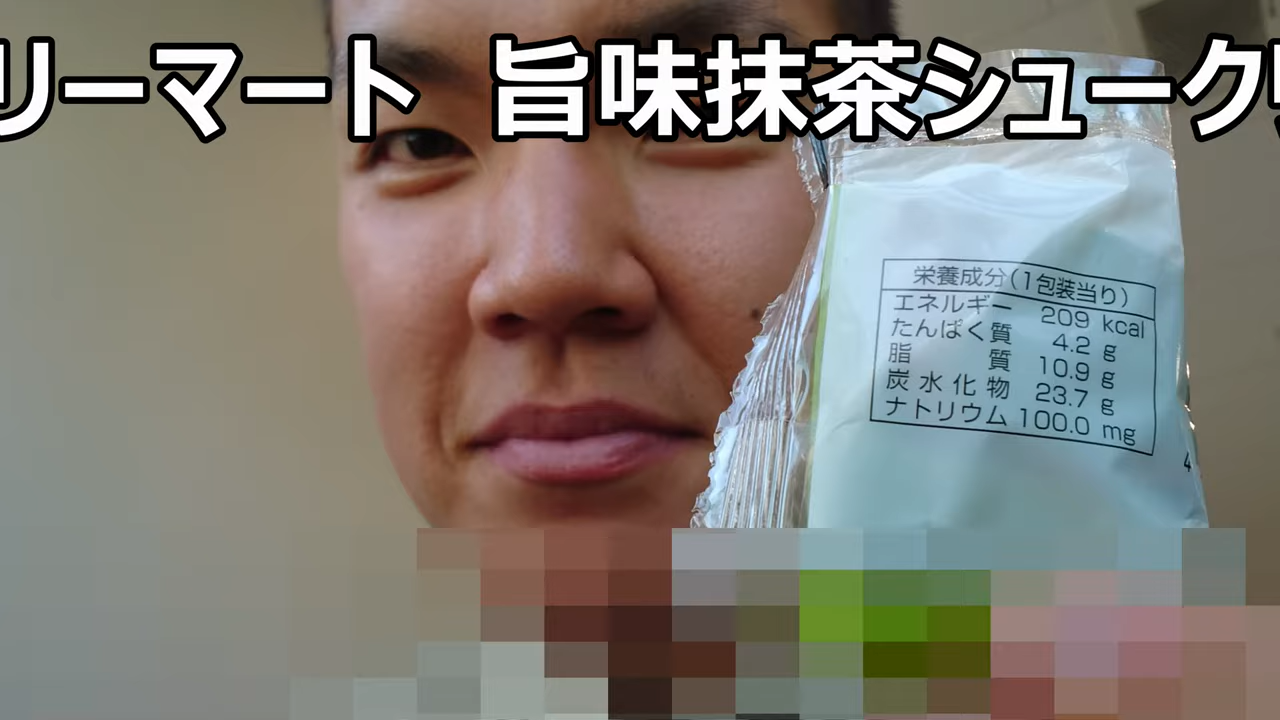 リーマート 旨味抹茶シューク
栄養成分(1包装当り)
エネルギー 209 kcal
たんぱく質 4.2 g
脂質 10.9 g
炭水化物 23.7 g
ナトリウム 100.0 mg
4